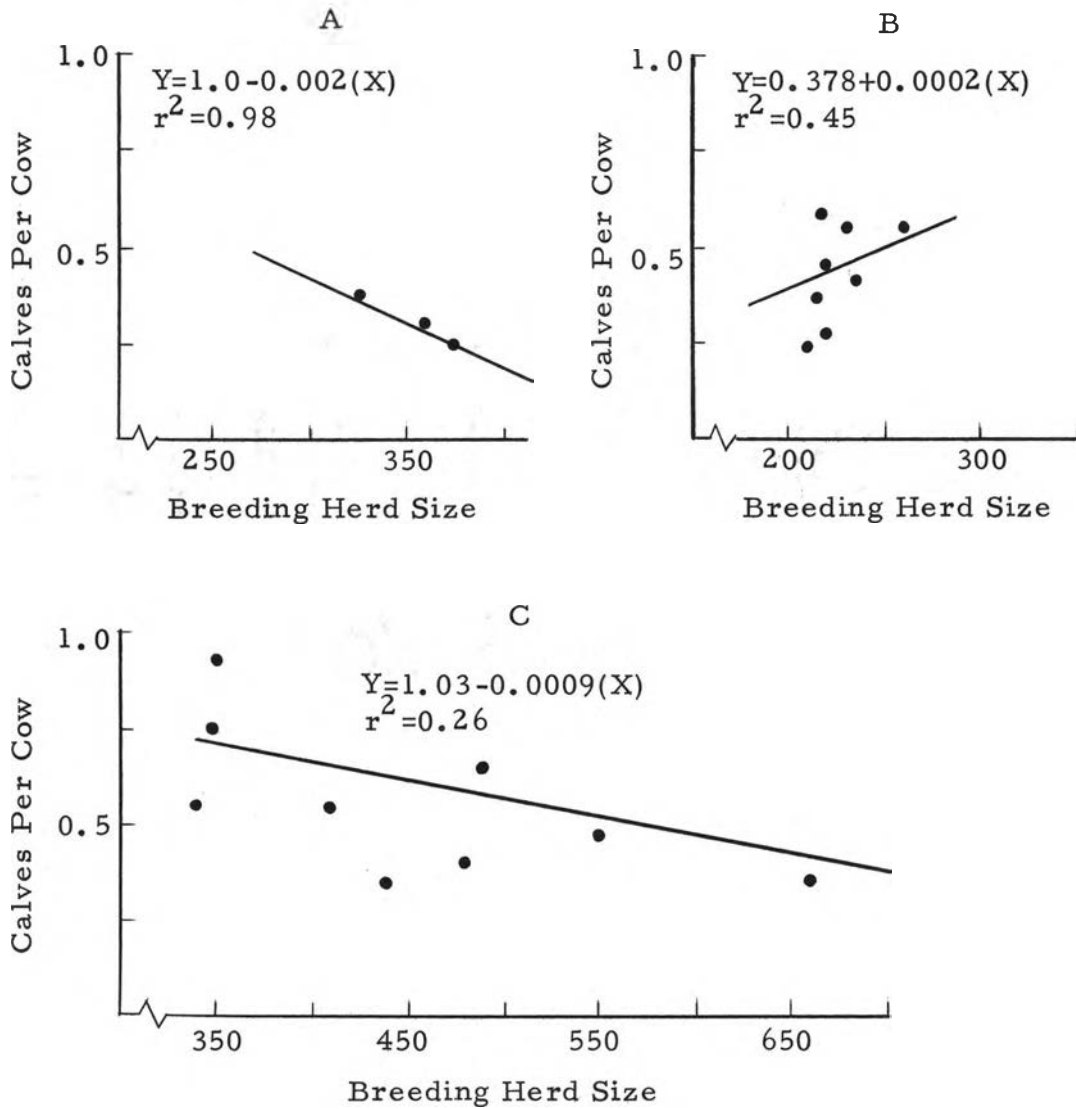 A
1.0
Y=1.0-0.002(X)
r²=0.98
0.5
Calves Per Cow
250 350
Breeding Herd Size
B
1.0
Y=0.378+0.0002(X)
r²=0.45
0.5
Calves Per Cow
200 300
Breeding Herd Size
C
1.0
Y=1.03-0.0009(X)
r²=0.26
0.5
Calves Per Cow
350 450 550 650
Breeding Herd Size